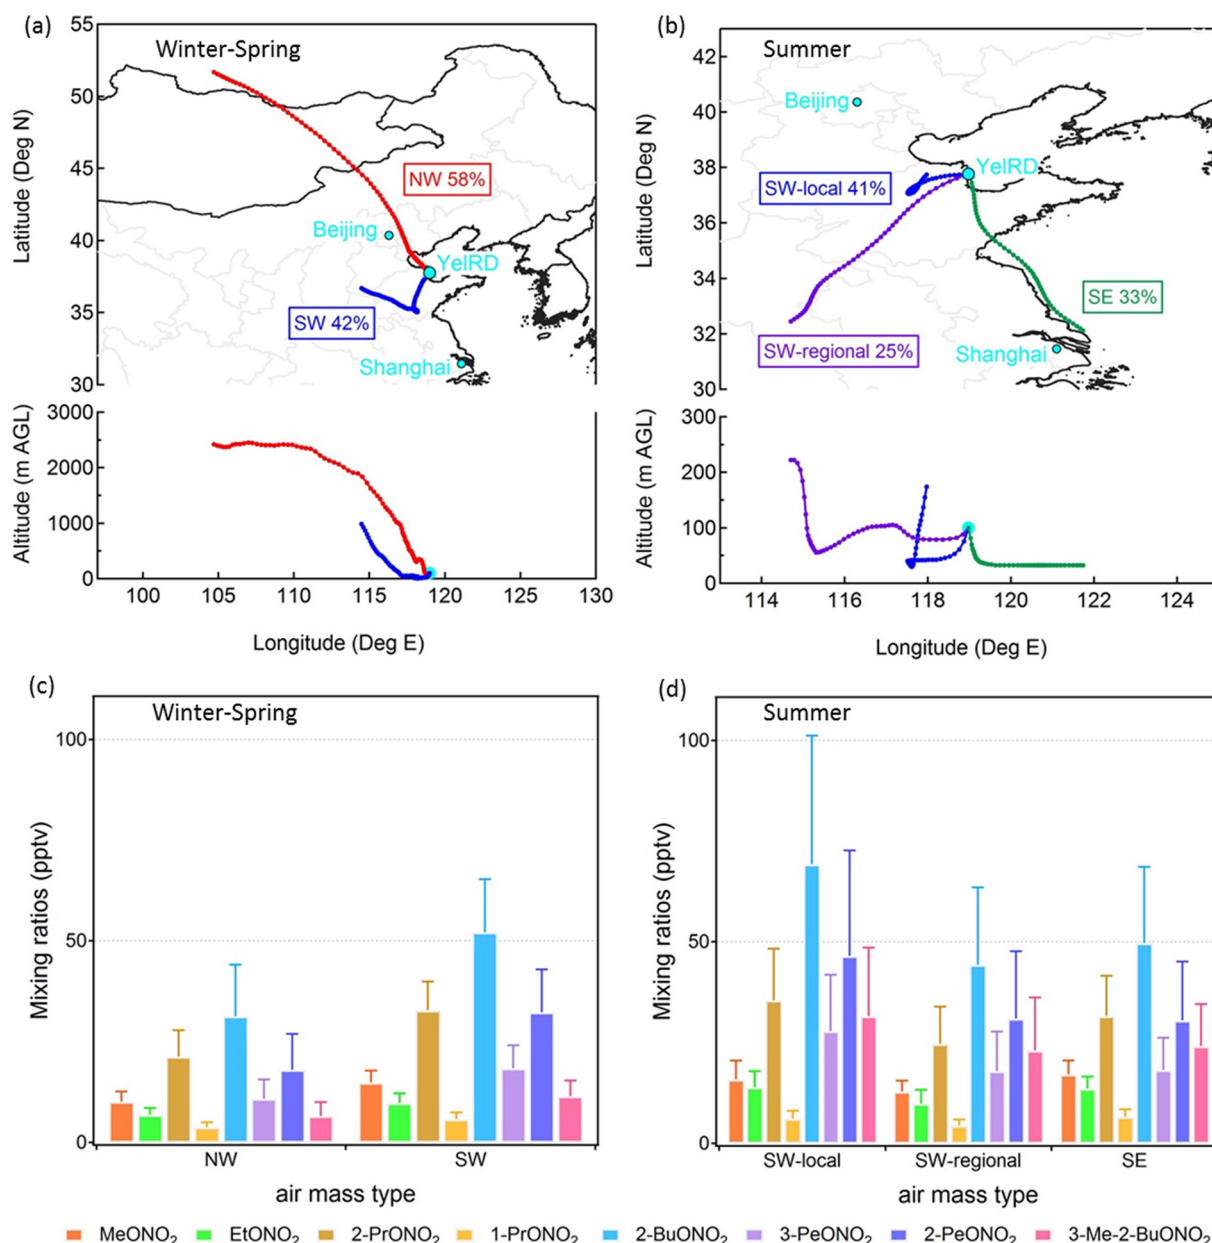 (a)
Winter-Spring
55
50
45
40
35
30
Latitude (Deg N)
NW 58%
Beijing
YelRD
SW 42%
Shanghai
3000
2000
1000
0
Altitude (m AGL)
100 105 110 115 120 125 130
Longitude (Deg E)
(b)
Summer
42
40
38
36
34
32
30
Latitude (Deg N)
Beijing
YelRD
SW-local 41%
SE 33%
SW-regional 25%
Shanghai
300
200
100
0
Altitude (m AGL)
114 116 118 120 122 124
Longitude (Deg E)
(c)
Winter-Spring
100
50
0
Mixing ratios (pptv)
NW SW
air mass type
(d)
Summer
100
50
0
Mixing ratios (pptv)
SW-local SW-regional SE
air mass type
MeONO₂ EtONO₂ 2-PrONO₂ 1-PrONO₂ 2-BuONO₂ 3-PeONO₂ 2-PeONO₂ 3-Me-2-BuONO₂